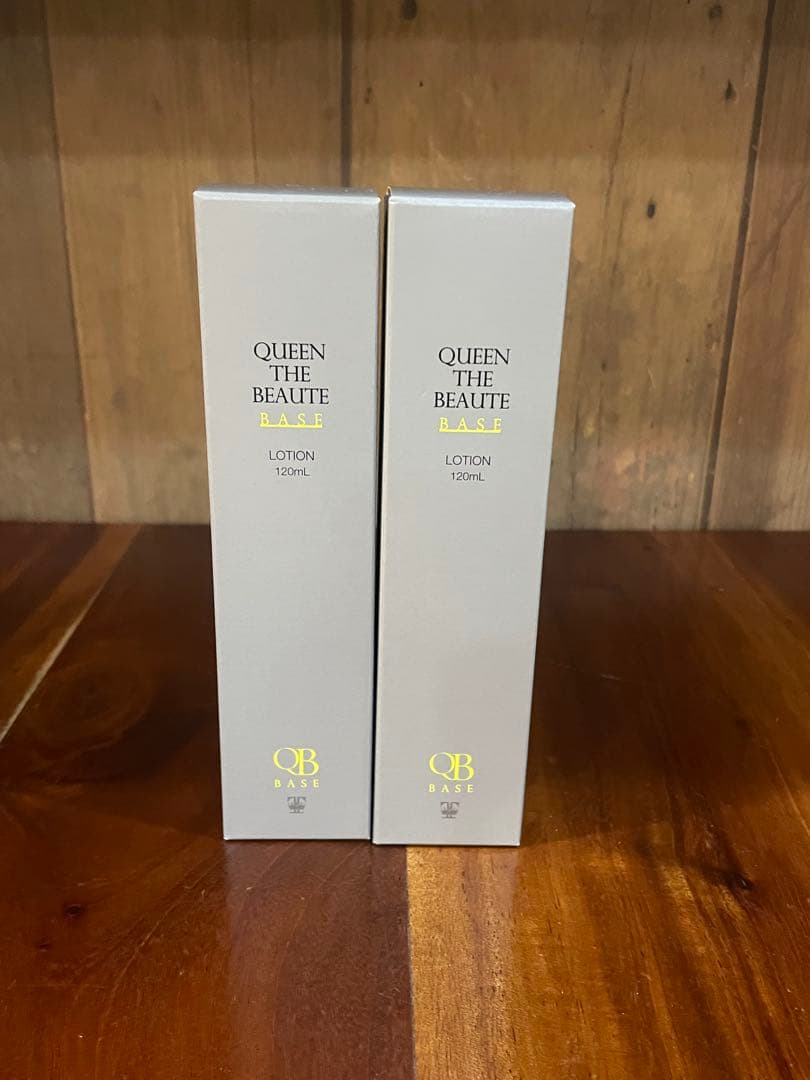 QUEEN
THE
BEAUTE
BASE
LOTION
120mL
QB
BASE
QUEEN
THE
BEAUTE
BASE
LOTION
120mL
QB
BASE